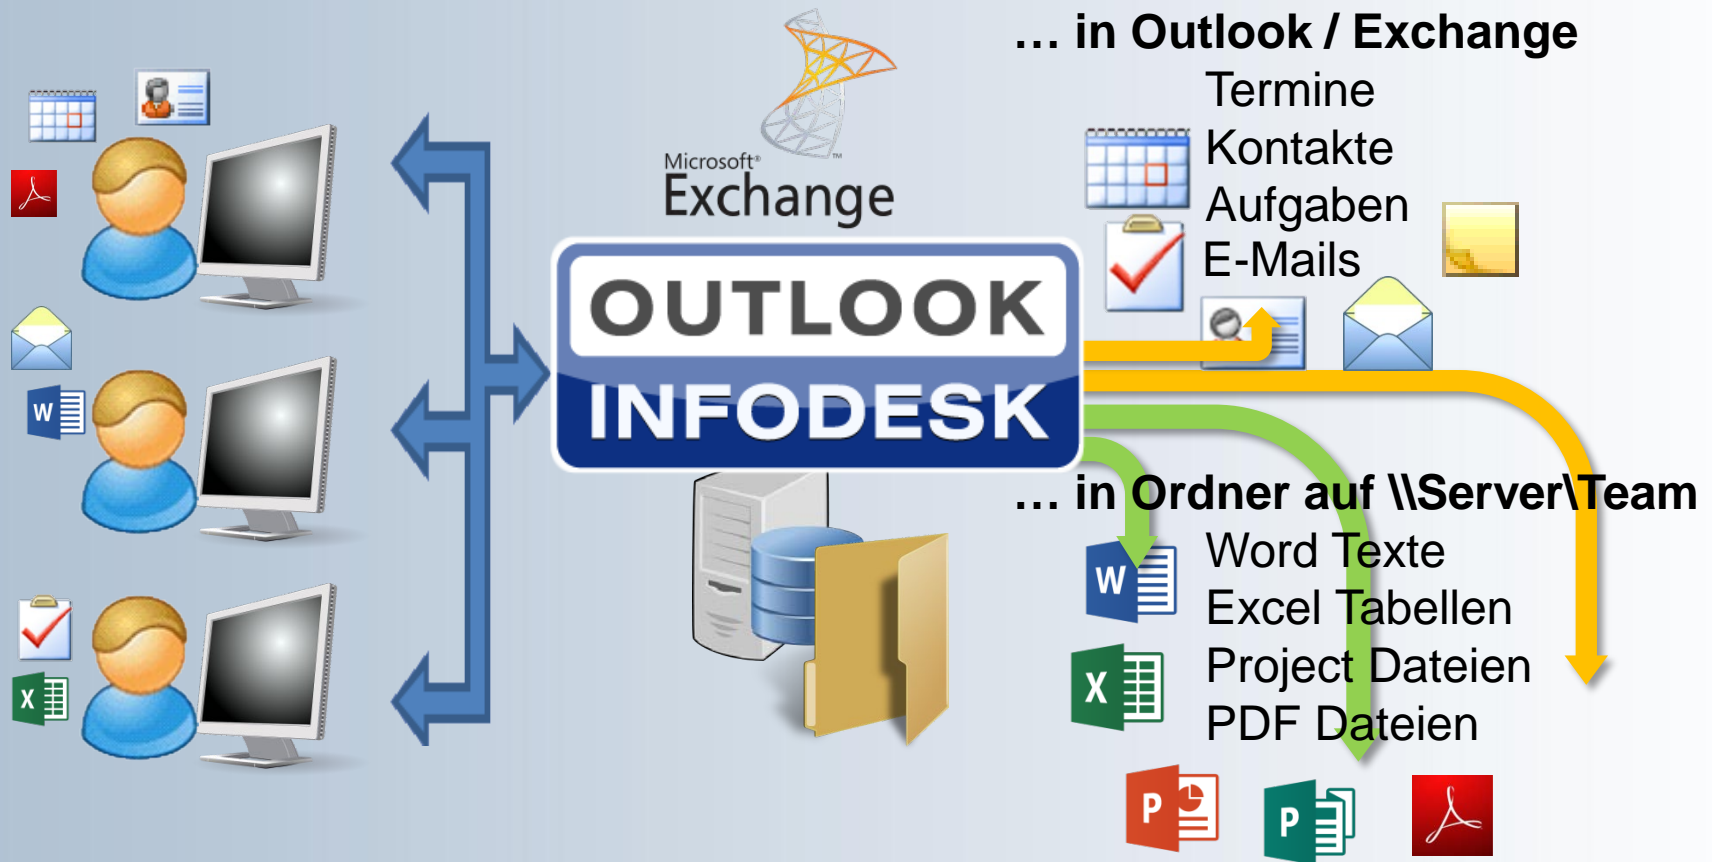 … in Outlook / Exchange
Termine
Kontakte
Aufgaben
E-Mails
Microsoft®
Exchange™
OUTLOOK
INFODESK
… in Ordner auf \\Server\Team
Word Texte
Excel Tabellen
Project Dateien
PDF Dateien
W
X
W
X
P
P